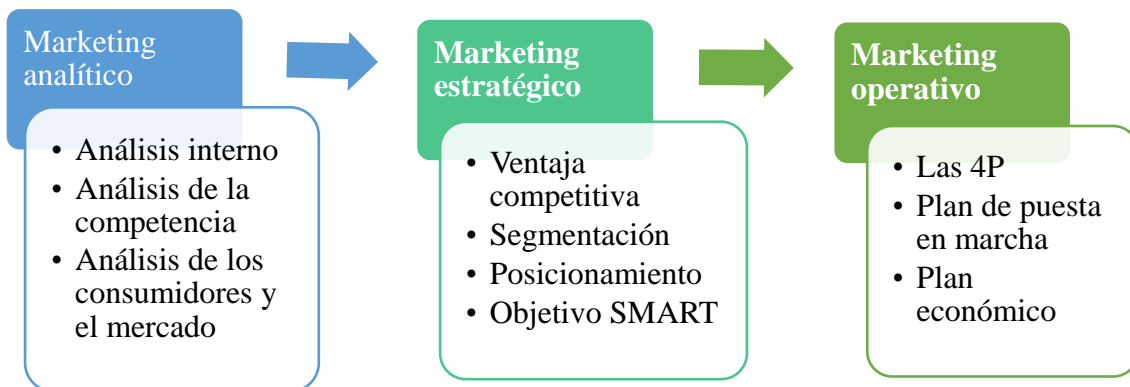 Marketing
analítico
• Análisis interno
• Análisis de la
competencia
• Análisis de los
consumidores y
el mercado
Marketing
estratégico
• Ventaja
competitiva
• Segmentación
• Posicionamiento
• Objetivo SMART
Marketing
operativo
• Las 4P
• Plan de puesta
en marcha
• Plan
económico